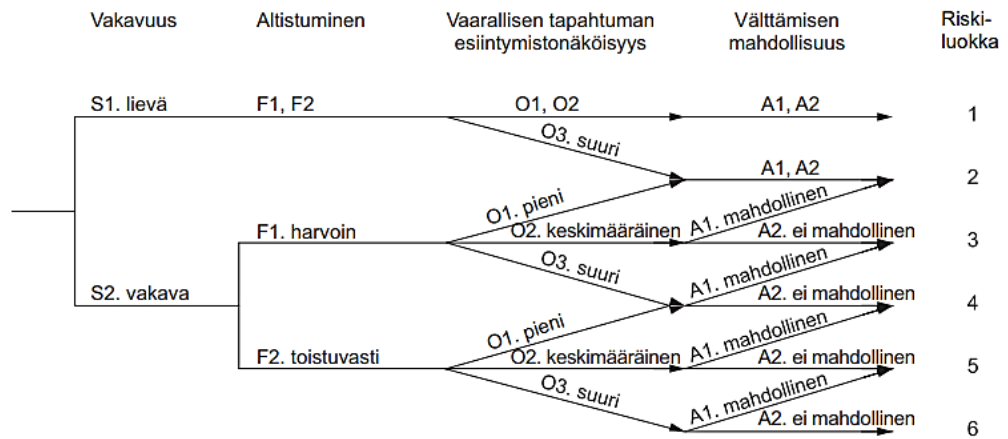 Vakavuus
Altistuminen
Vaarallisen tapahtuman
esiintymistonäköisyys
Välttämisen
mahdollisuus
Riski-
luokka
S1. lievä
F1, F2
O1, O2
A1, A2
1
O3. suuri
A1, A2
2
O1. pieni
A1. mahdollinen
F1. harvoin
O2. keskimääräinen
A2. ei mahdollinen
3
O3. suuri
A1. mahdollinen
S2. vakava
A2. ei mahdollinen
4
O1. pieni
A1. mahdollinen
F2. toistuvasti
O2. keskimääräinen
A2. ei mahdollinen
5
O3. suuri
A1. mahdollinen
A2. ei mahdollinen
6